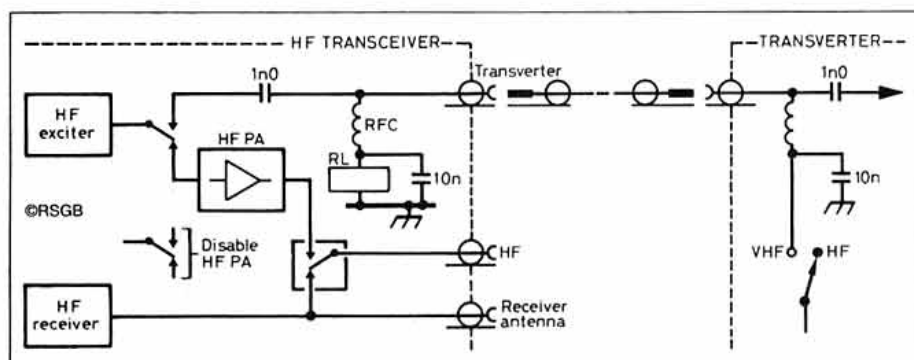 HF TRANSCEIVER
TRANSVERTER
1n0
Transverter
1n0
HF
exciter
HF PA
RFC
RL
10n
10n
©RSGB
Disable
HF PA
HF
VHF
HF
HF
receiver
Receiver
antenna